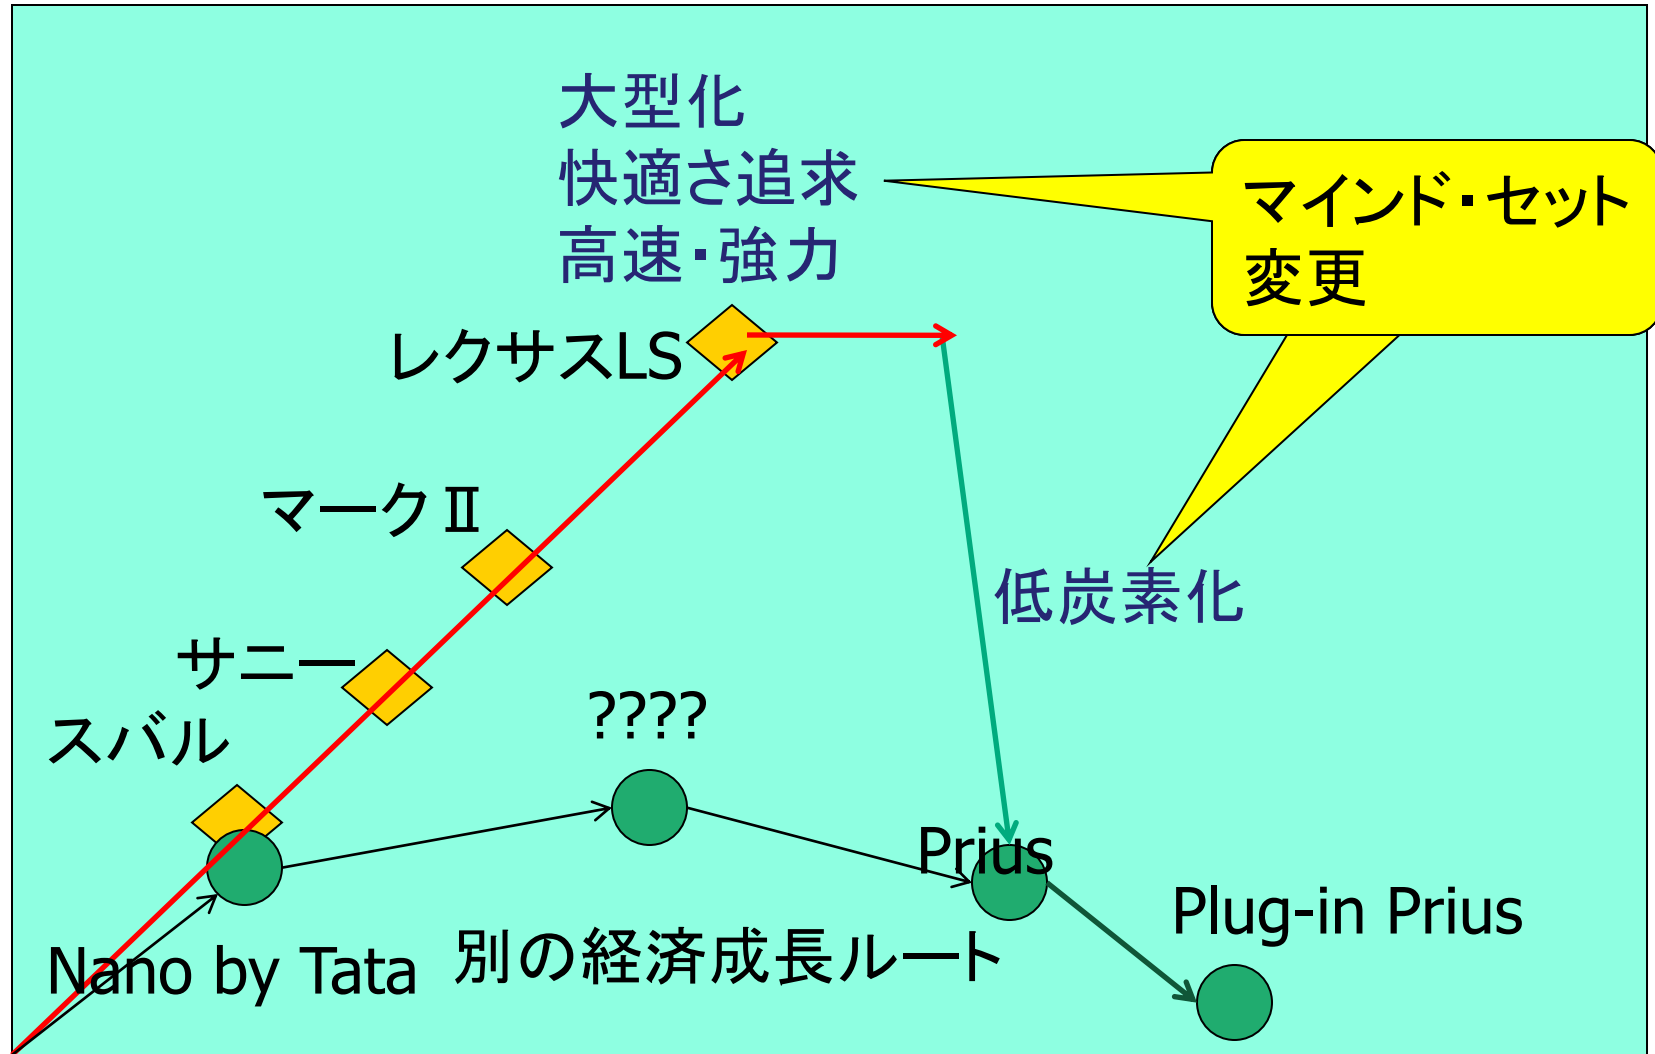 大型化
快適さ追求
高速・強力
マインド・セット
変更
レクサスLS
マークⅡ
低炭素化
サニー
スバル
????
Prius
Plug-in Prius
Nano by Tata
別の経済成長ルート